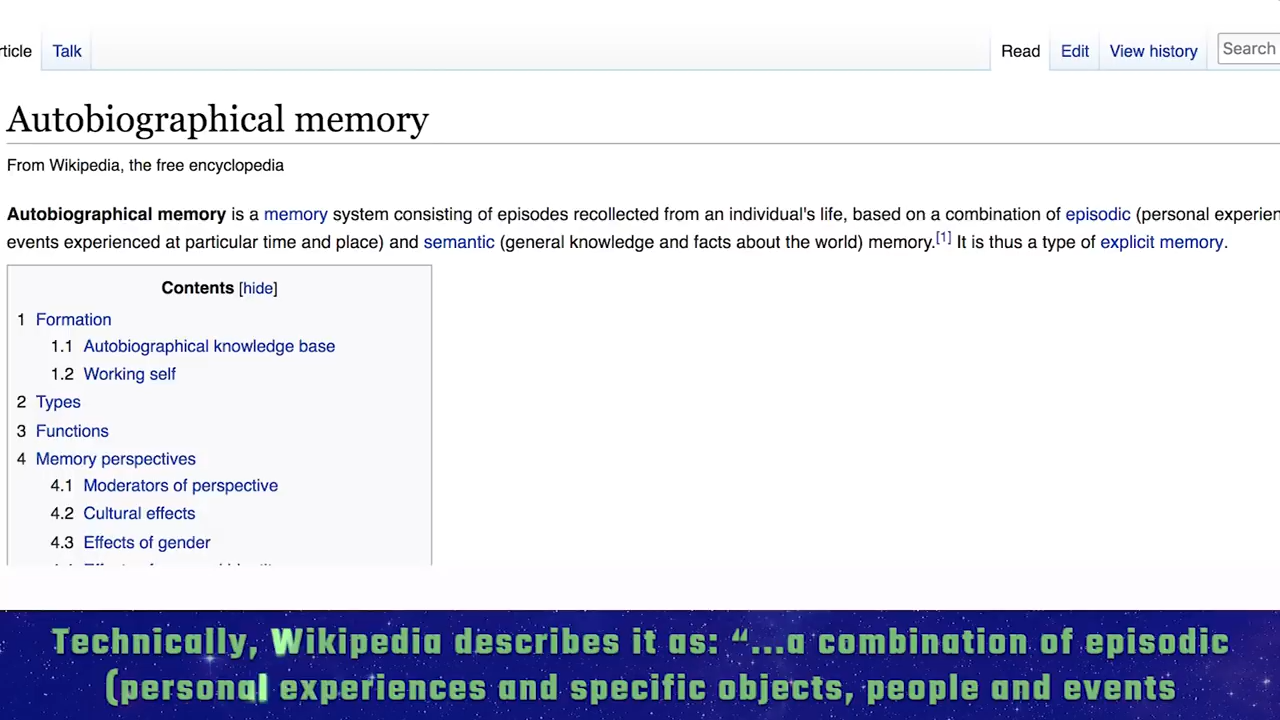 rticle Talk Read Edit View history Search
Autobiographical memory
From Wikipedia, the free encyclopedia
Autobiographical memory is a memory system consisting of episodes recollected from an individual's life, based on a combination of episodic (personal experien
events experienced at particular time and place) and semantic (general knowledge and facts about the world) memory.[1] It is thus a type of explicit memory.
Contents [hide]
1 Formation
1.1 Autobiographical knowledge base
1.2 Working self
2 Types
3 Functions
4 Memory perspectives
4.1 Moderators of perspective
4.2 Cultural effects
4.3 Effects of gender
Technically, Wikipedia describes it as: “...a combination of episodic
(personal experiences and specific objects, people and events